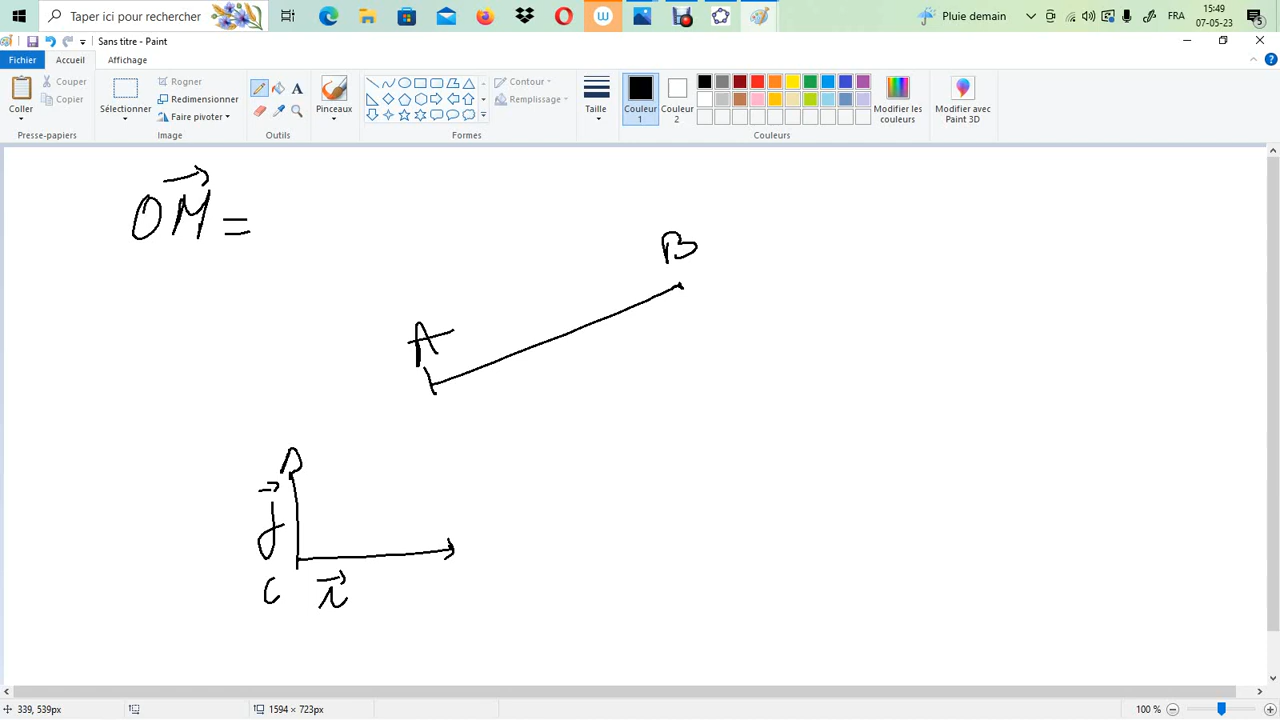 Taper ici pour rechercher
Pluie demain
FRA
15:49
07-05-23
5
Sans titre - Paint
Fichier
Accueil
Affichage
Coller
Couper
Copier
Presse-papiers
Sélectionner
Rogner
Redimensionner
Faire pivoter
Image
A
Outils
Pinceaux
Contour
Remplissage
Formes
Taille
Couleur 1
Couleur 2
Modifier les couleurs
Couleurs
Modifier avec Paint 3D
OM⃗ =
B
A
j⃗
i⃗
339, 539px
1594 × 723px
100 %